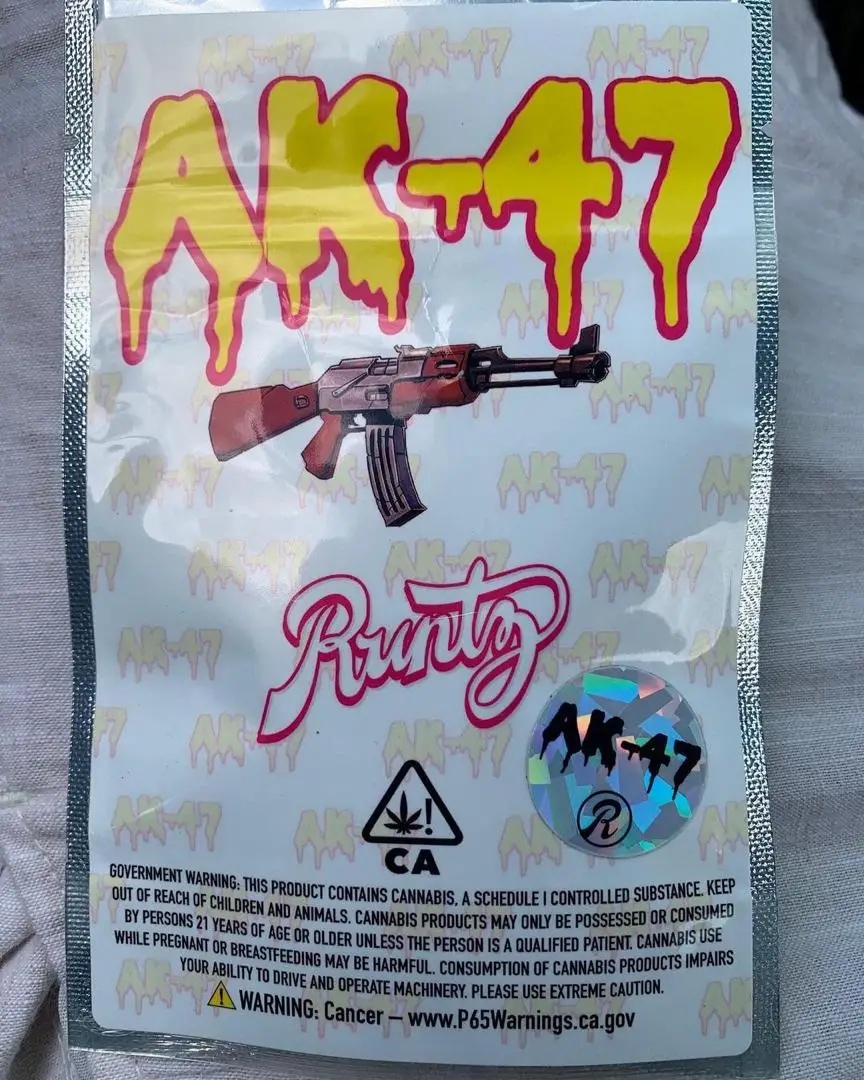 AK-47
Runtz
AK-47
R
CA
GOVERNMENT WARNING: THIS PRODUCT CONTAINS CANNABIS, A SCHEDULE I CONTROLLED SUBSTANCE. KEEP
OUT OF REACH OF CHILDREN AND ANIMALS. CANNABIS PRODUCTS MAY ONLY BE POSSESSED OR CONSUMED
BY PERSONS 21 YEARS OF AGE OR OLDER UNLESS THE PERSON IS A QUALIFIED PATIENT. CANNABIS USE
WHILE PREGNANT OR BREASTFEEDING MAY BE HARMFUL. CONSUMPTION OF CANNABIS PRODUCTS IMPAIRS
YOUR ABILITY TO DRIVE AND OPERATE MACHINERY. PLEASE USE EXTREME CAUTION.
WARNING: Cancer – www.P65Warnings.ca.gov